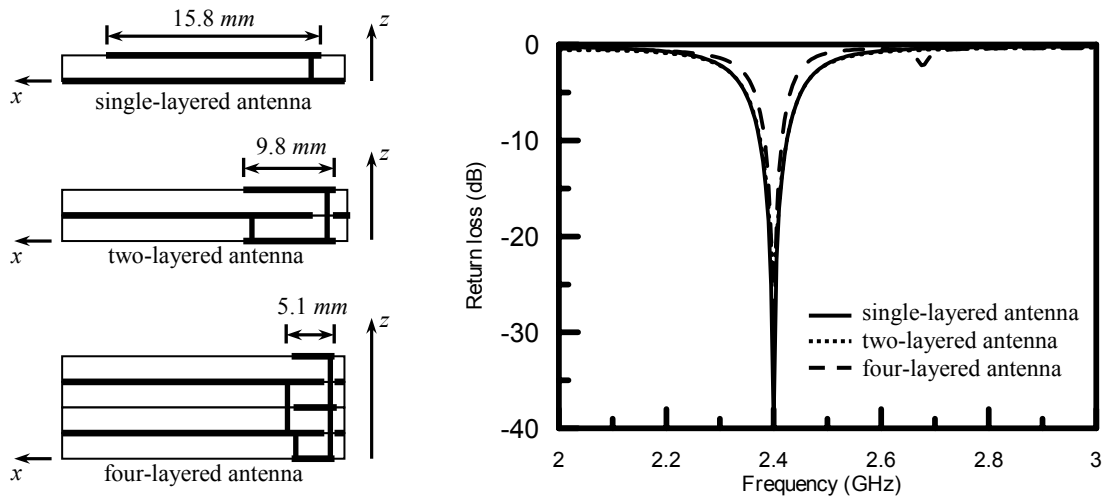 15.8 mm
z
x
single-layered antenna
9.8 mm
z
x
two-layered antenna
5.1 mm
z
x
four-layered antenna
0
-10
-20
-30
-40
Return loss (dB)
single-layered antenna
two-layered antenna
four-layered antenna
2 2.2 2.4 2.6 2.8 3
Frequency (GHz)